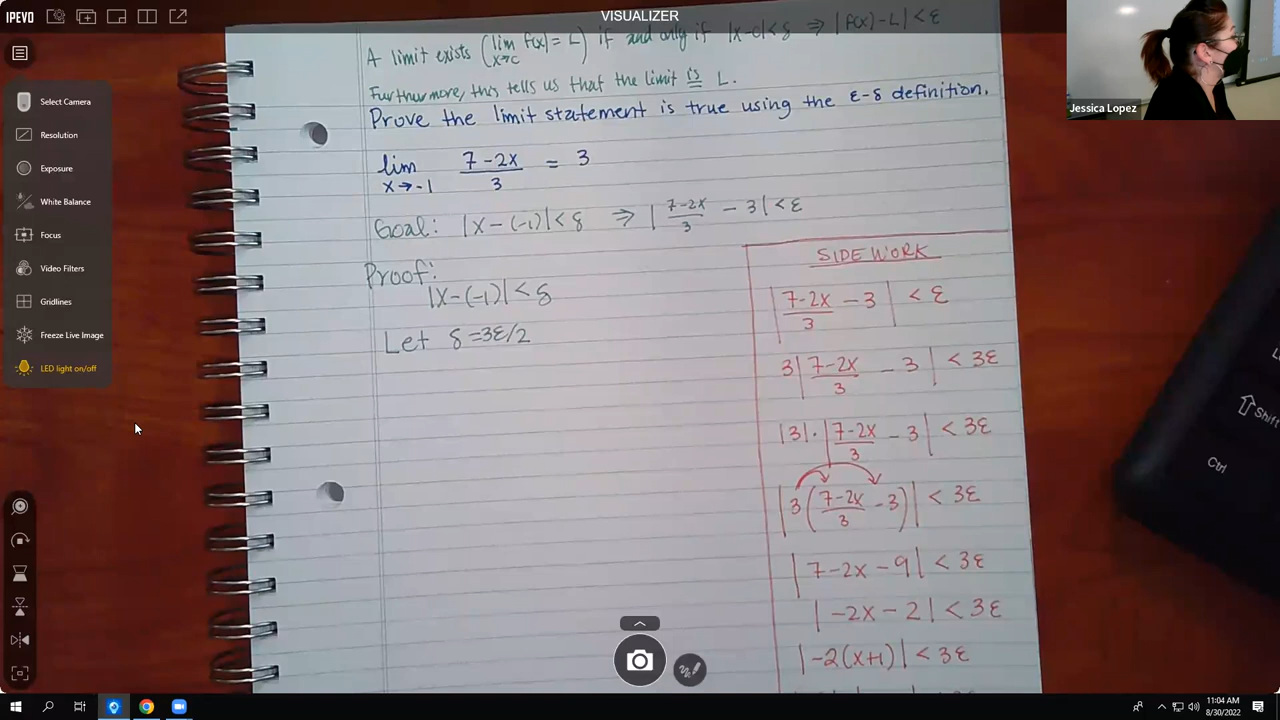 IPEVO
VISUALIZER
Select Camera
Resolution
Exposure
White Balance
Focus
Video Filters
Gridlines
Freeze Live Image
LED light on/off
Jessica Lopez
A limit exists (lim x→c f(x) = L) if and only if |x-c|<δ ⇒ |f(x)-L|<ε
Furthermore, this tells us that the limit is L.
Prove the limit statement is true using the ε-δ definition.
lim x→-1 7-2x/3 = 3
Goal: |x-(-1)|<δ ⇒ |7-2x/3 - 3|<ε
Proof:
|x-(-1)|<δ
Let δ=3ε/2
SIDE WORK
|7-2x/3 - 3| < ε
3|7-2x/3 - 3| < 3ε
|3|·|7-2x/3 - 3| < 3ε
|3(7-2x/3 - 3)| < 3ε
|7-2x-9| < 3ε
|-2x-2| < 3ε
|-2(x+1)| < 3ε
Shift
Ctrl
11:04 AM
8/30/2022